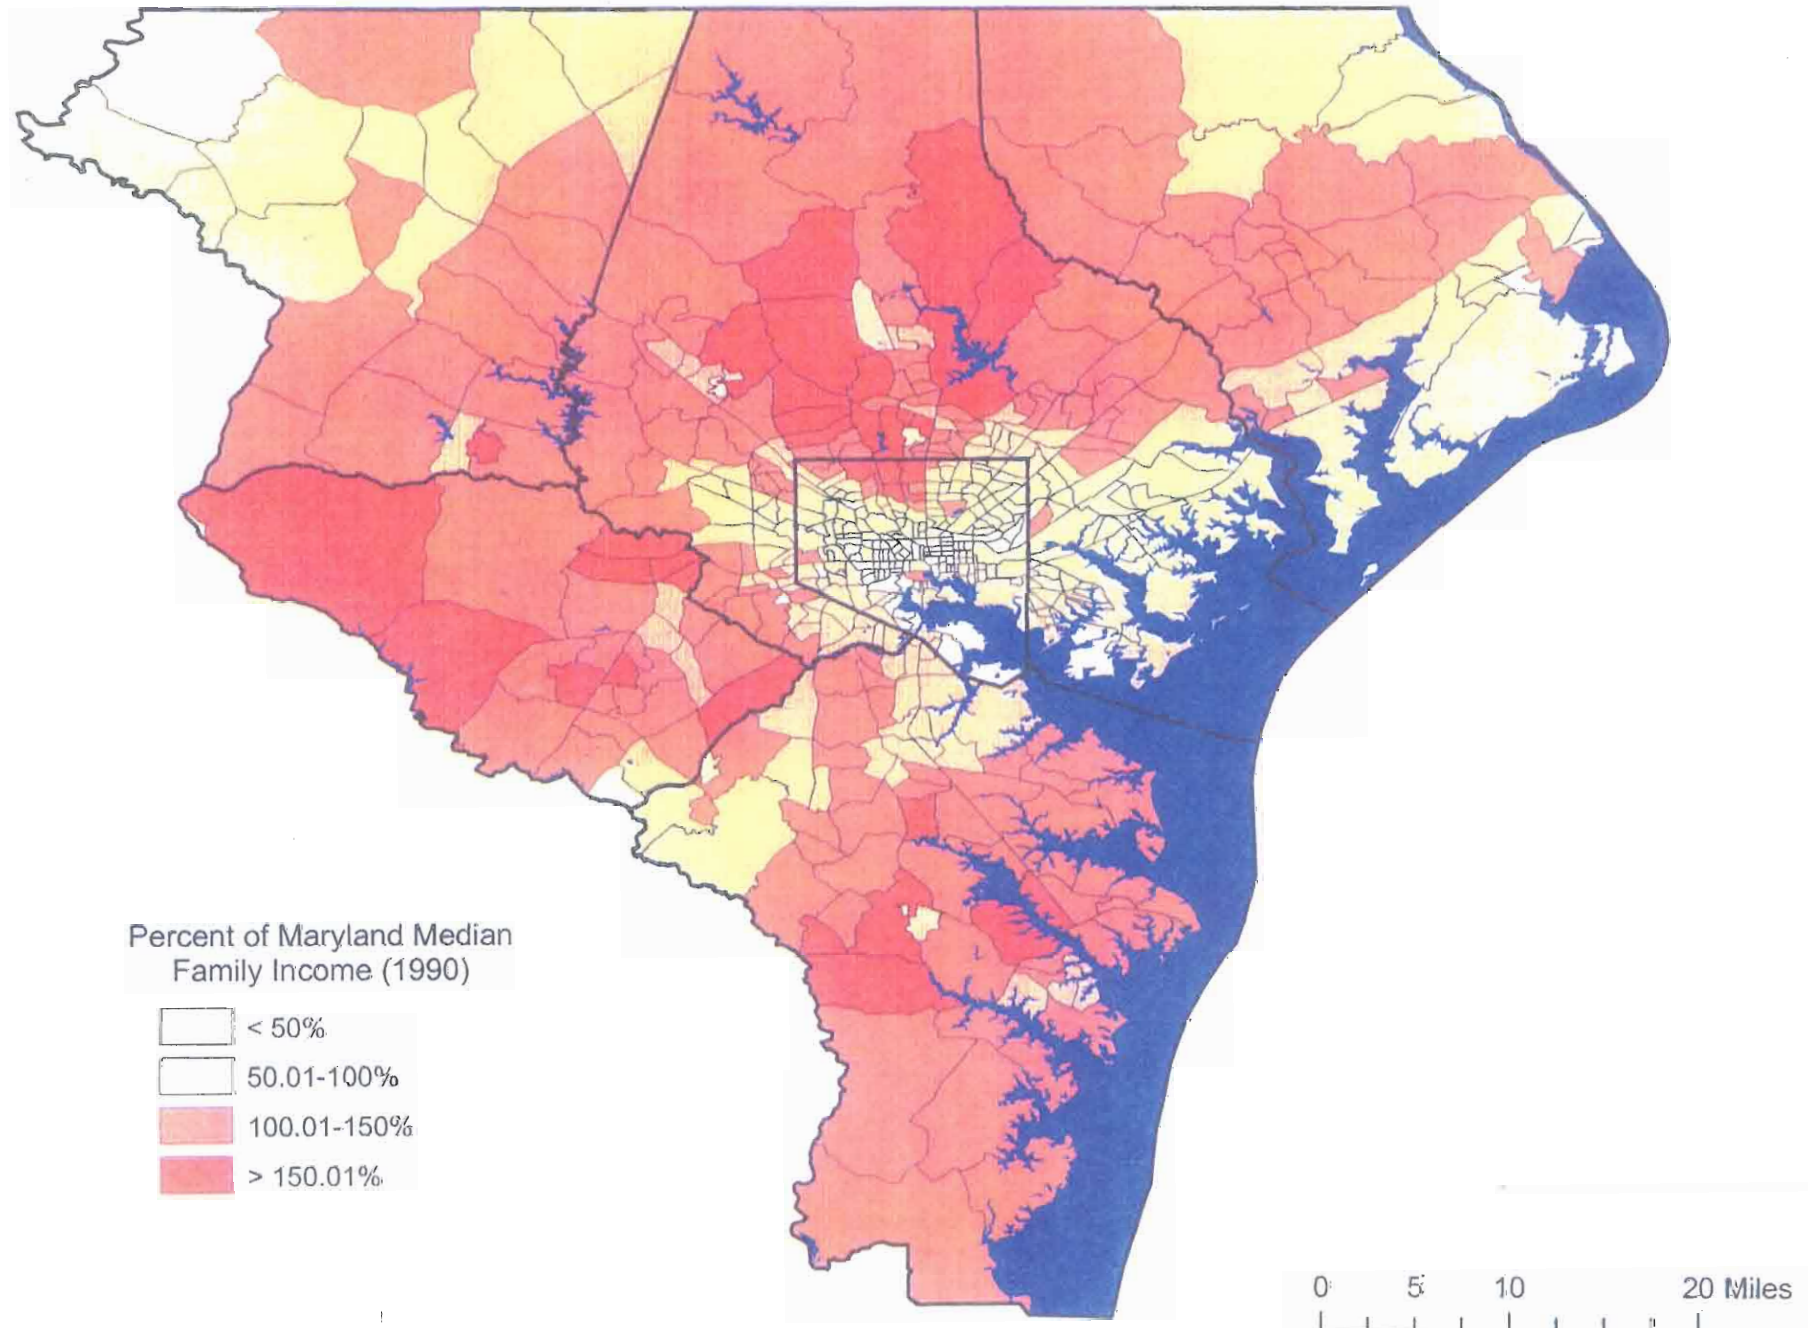 Percent of Maryland Median
Family Income (1990)
< 50%
50.01-100%
100.01-150%
> 150.01%
0 5 10 20 Miles